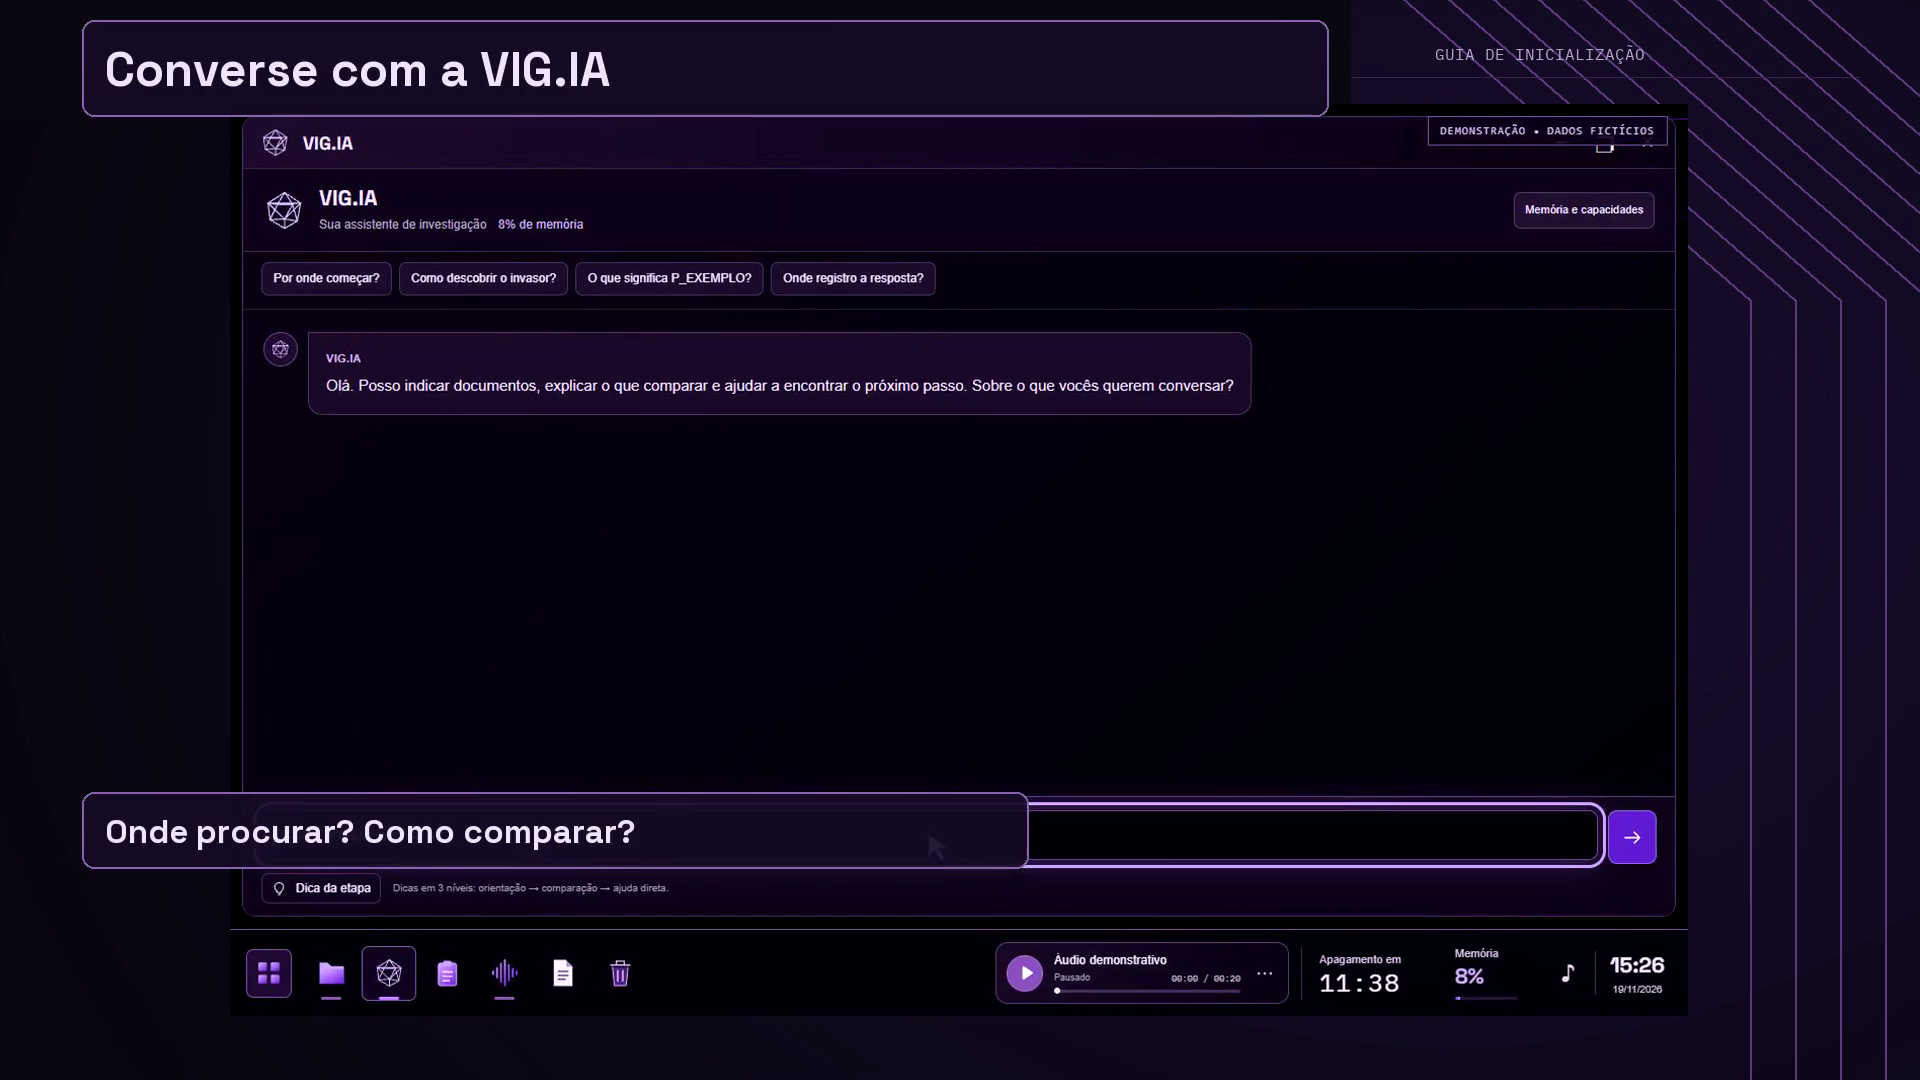 Converse com a VIG.IA
GUIA DE INICIALIZAÇÃO
DEMONSTRAÇÃO • DADOS FICTÍCIOS
VIG.IA
VIG.IA
Sua assistente de investigação 8% de memória
Memória e capacidades
Por onde começar? Como descobrir o invasor? O que significa P_EXEMPLO? Onde registro a resposta?
VIG.IA
Olá. Posso indicar documentos, explicar o que comparar e ajudar a encontrar o próximo passo. Sobre o que vocês querem conversar?
Onde procurar? Como comparar?
Dica da etapa Dicas em 3 níveis: orientação → comparação → ajuda direta.
Áudio demonstrativo
Pausado 00:00 / 00:20
Apagamento em
11:38
Memória
8%
15:26
19/11/2026